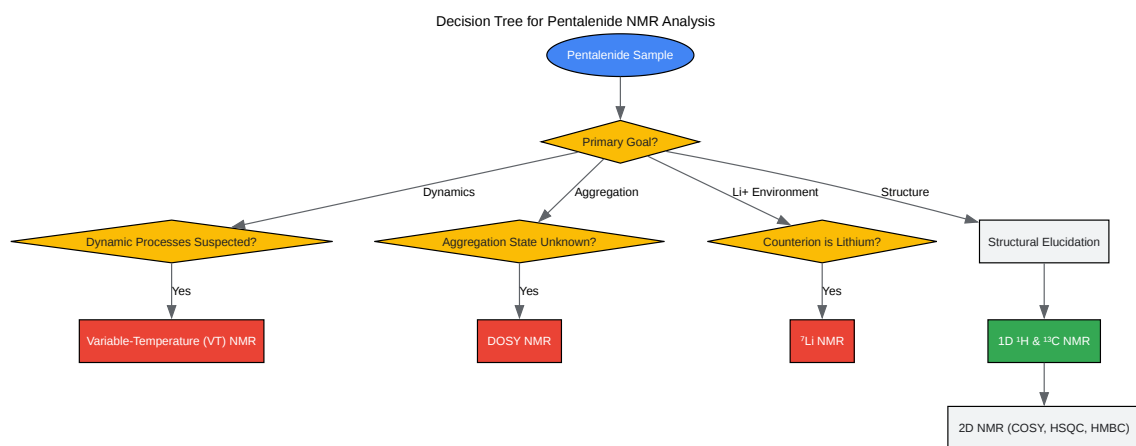 Decision Tree for Pentalenide NMR Analysis
Pentalenide Sample
Primary Goal?
Dynamics
Aggregation
Li+ Environment
Structure
Dynamic Processes Suspected?
Aggregation State Unknown?
Counterion is Lithium?
Structural Elucidation
Yes
Yes
Yes
Variable-Temperature (VT) NMR
DOSY NMR
⁷Li NMR
1D ¹H & ¹³C NMR
2D NMR (COSY, HSQC, HMBC)